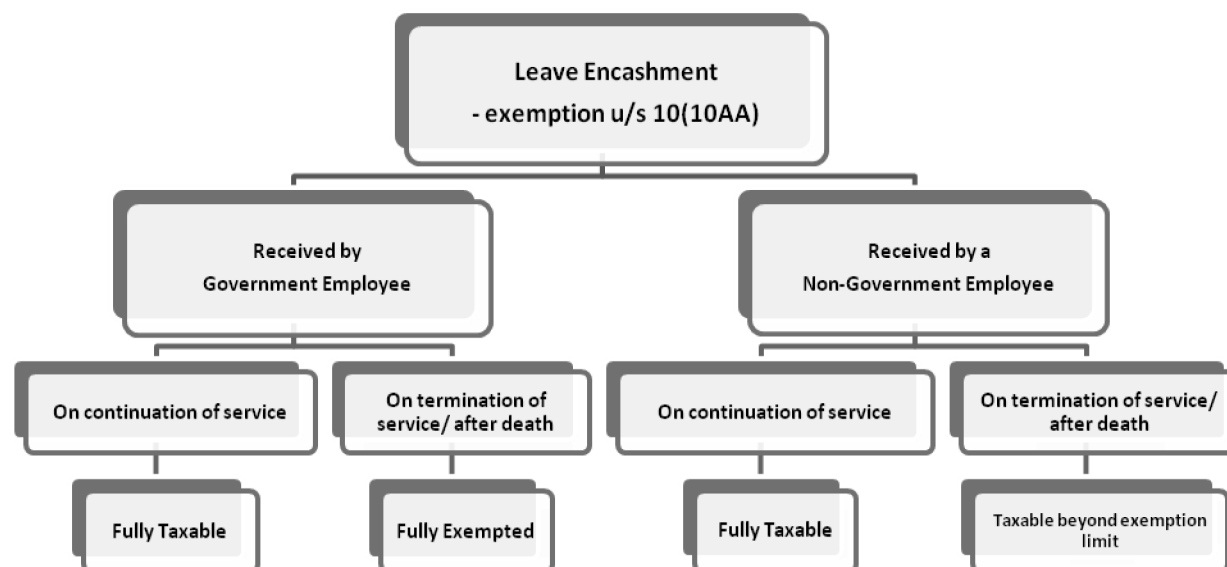 Leave Encashment
- exemption u/s 10(10AA)
Received by
Government Employee
Received by a
Non-Government Employee
On continuation of service
On termination of
service/ after death
On continuation of service
On termination of service/
after death
Fully Taxable
Fully Exempted
Fully Taxable
Taxable beyond exemption
limit